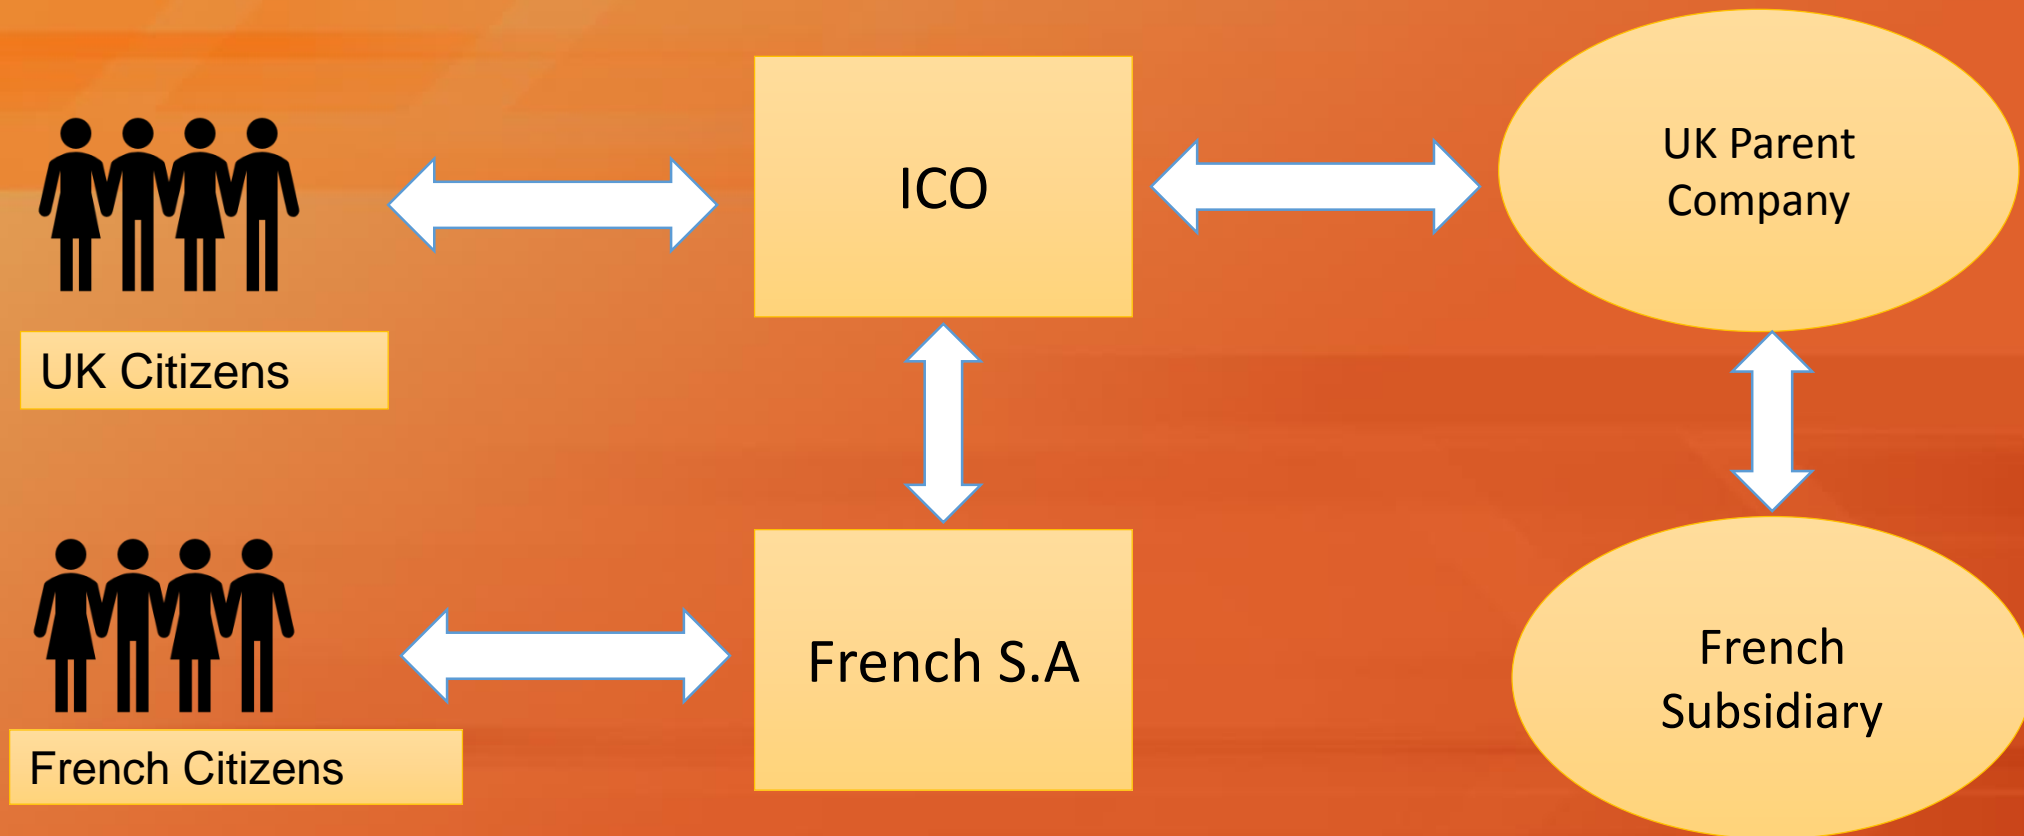 ICO
UK Parent
Company
UK Citizens
French S.A
French
Subsidiary
French Citizens